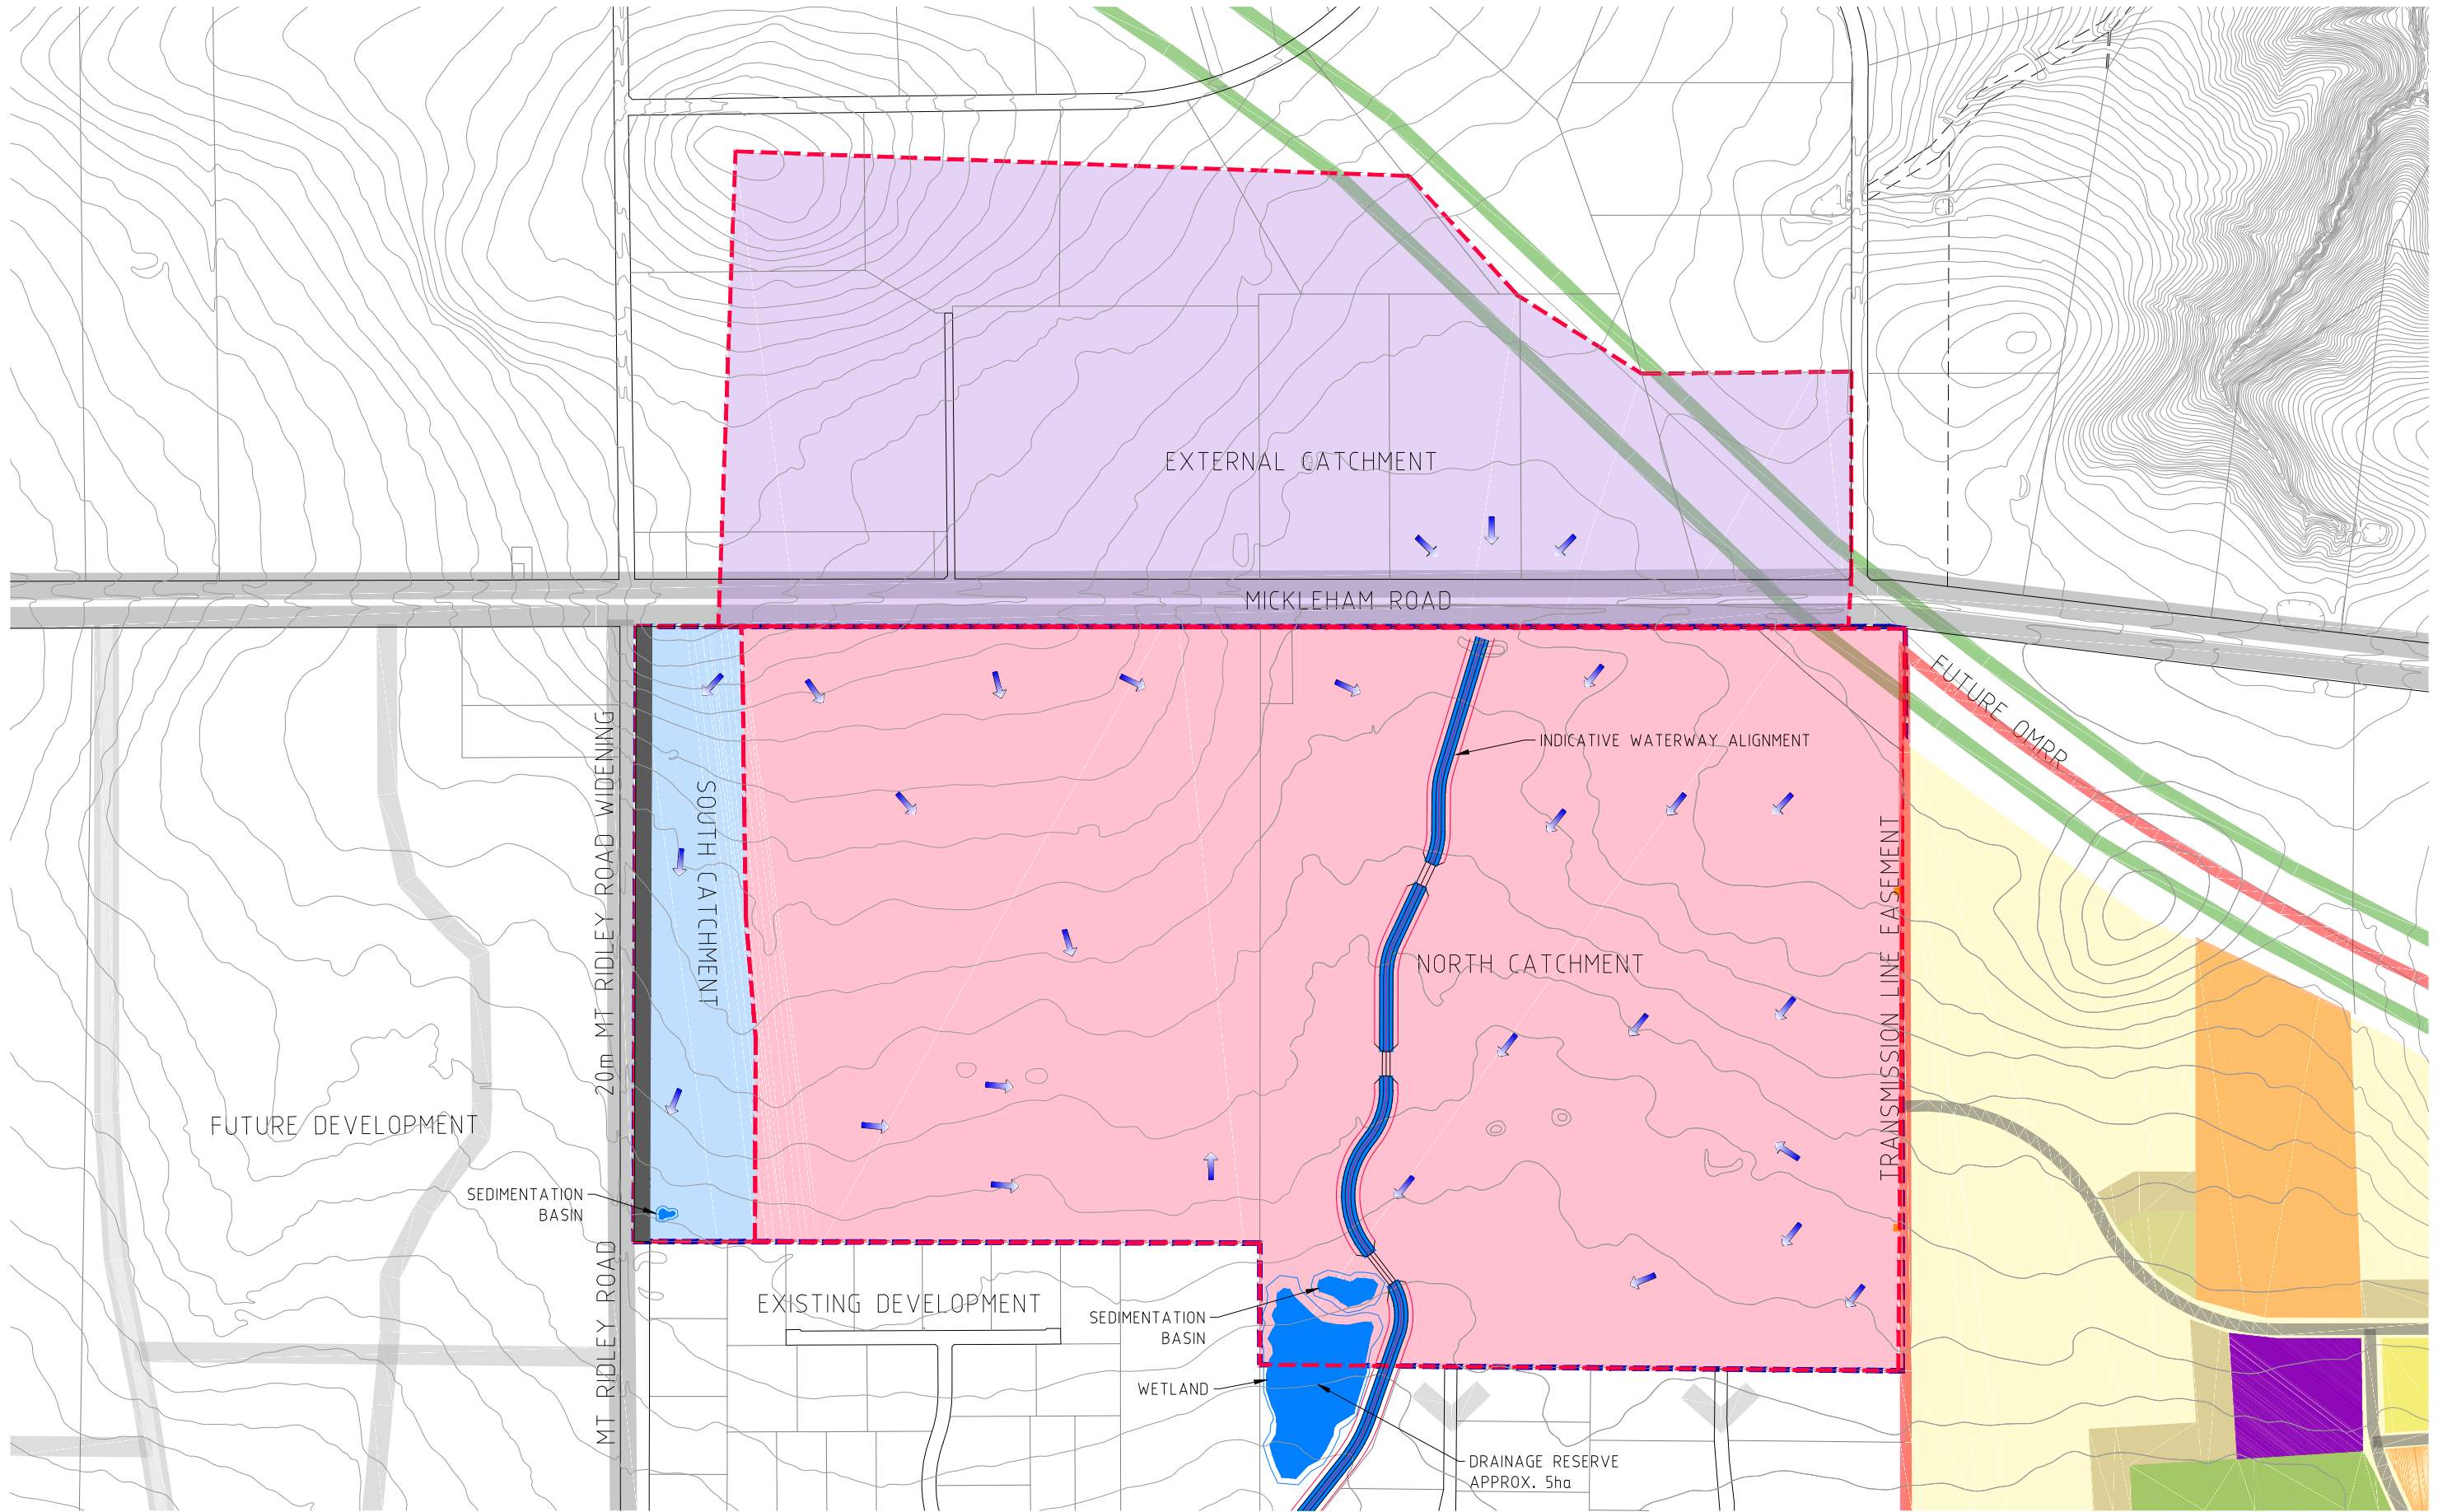 EXTERNAL CATCHMENT
MICKLEHAM ROAD
FUTURE OMRR
INDICATIVE WATERWAY ALIGNMENT
20m MT RIDLEY ROAD WIDENING
SOUTH CATCHMENT
NORTH CATCHMENT
TRANSMISSION LINE EASEMENT
FUTURE DEVELOPMENT
SEDIMENTATION
BASIN
MT RIDLEY ROAD
EXISTING DEVELOPMENT
SEDIMENTATION
BASIN
WETLAND
DRAINAGE RESERVE
APPROX. 5ha